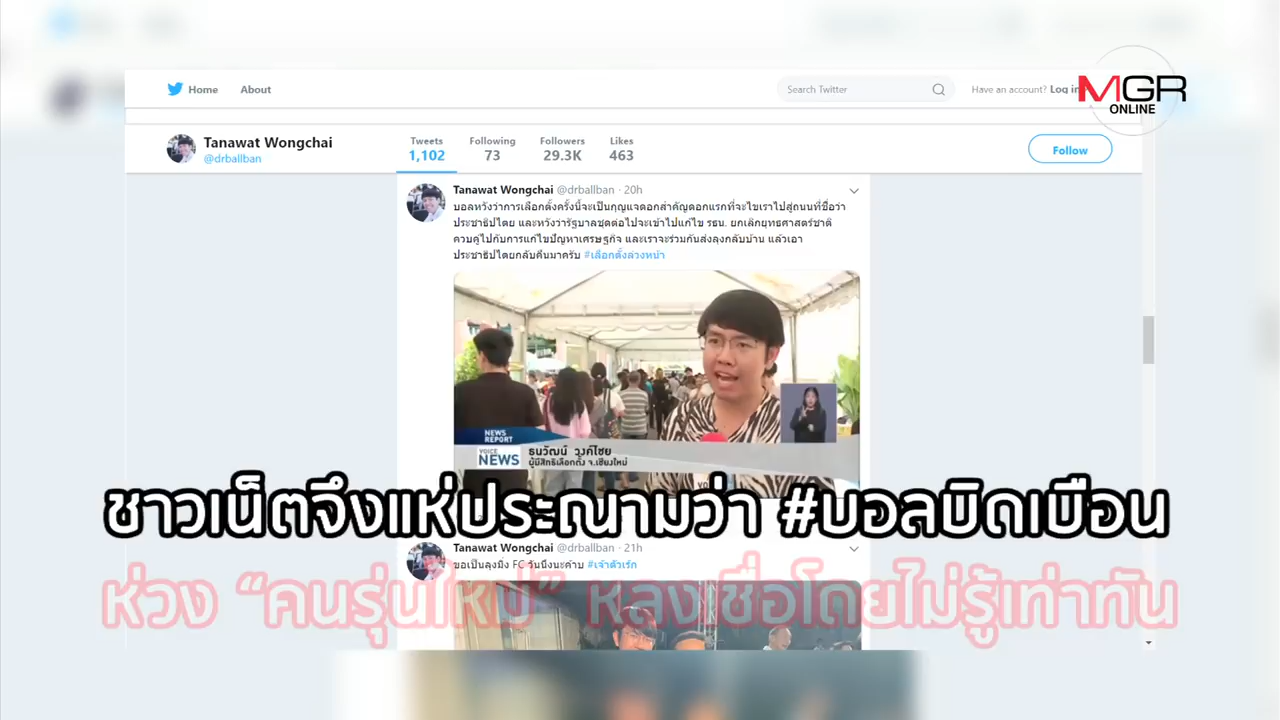 MGR
ONLINE
Home About Search Twitter Have an account? Log in
Tanawat Wongchai
@drballban
Tweets Following Followers Likes
1,102 73 29.3K 463
Follow
Tanawat Wongchai @drballban · 20h
บอลหวังว่าการเลือกตั้งครั้งนี้จะเป็นกุญแจดอกสำคัญดอกแรกที่จะไขเราไปสู่ถนนที่ชื่อว่า
ประชาธิปไตย และหวังว่ารัฐบาลชุดต่อไปจะเข้าไปแก้ไข รธน. ยกเลิกยุทธศาสตร์ชาติ
ควบคู่ไปกับการแก้ไขปัญหาเศรษฐกิจ และเราจะร่วมกันส่งลุงกลับบ้าน แล้วเอา
ประชาธิปไตยกลับคืนมาครับ #เลือกตั้งล่วงหน้า
NEWS
REPORT
VOICE
NEWS
ธนวัฒน์ วงค์ไชย
ผู้มีสิทธิเลือกตั้ง จ.เชียงใหม่
ชาวเน็ตจึงแห่ประณามว่า #บอลบิดเบือน
Tanawat Wongchai @drballban · 21h
ขอเป็นลุงมิ่ง FC วันนึงนะค้าบ #เจ้าตัวเร้ก
ห่วง “คนรุ่นใหม่” หลงเชื่อโดยไม่รู้เท่าทัน